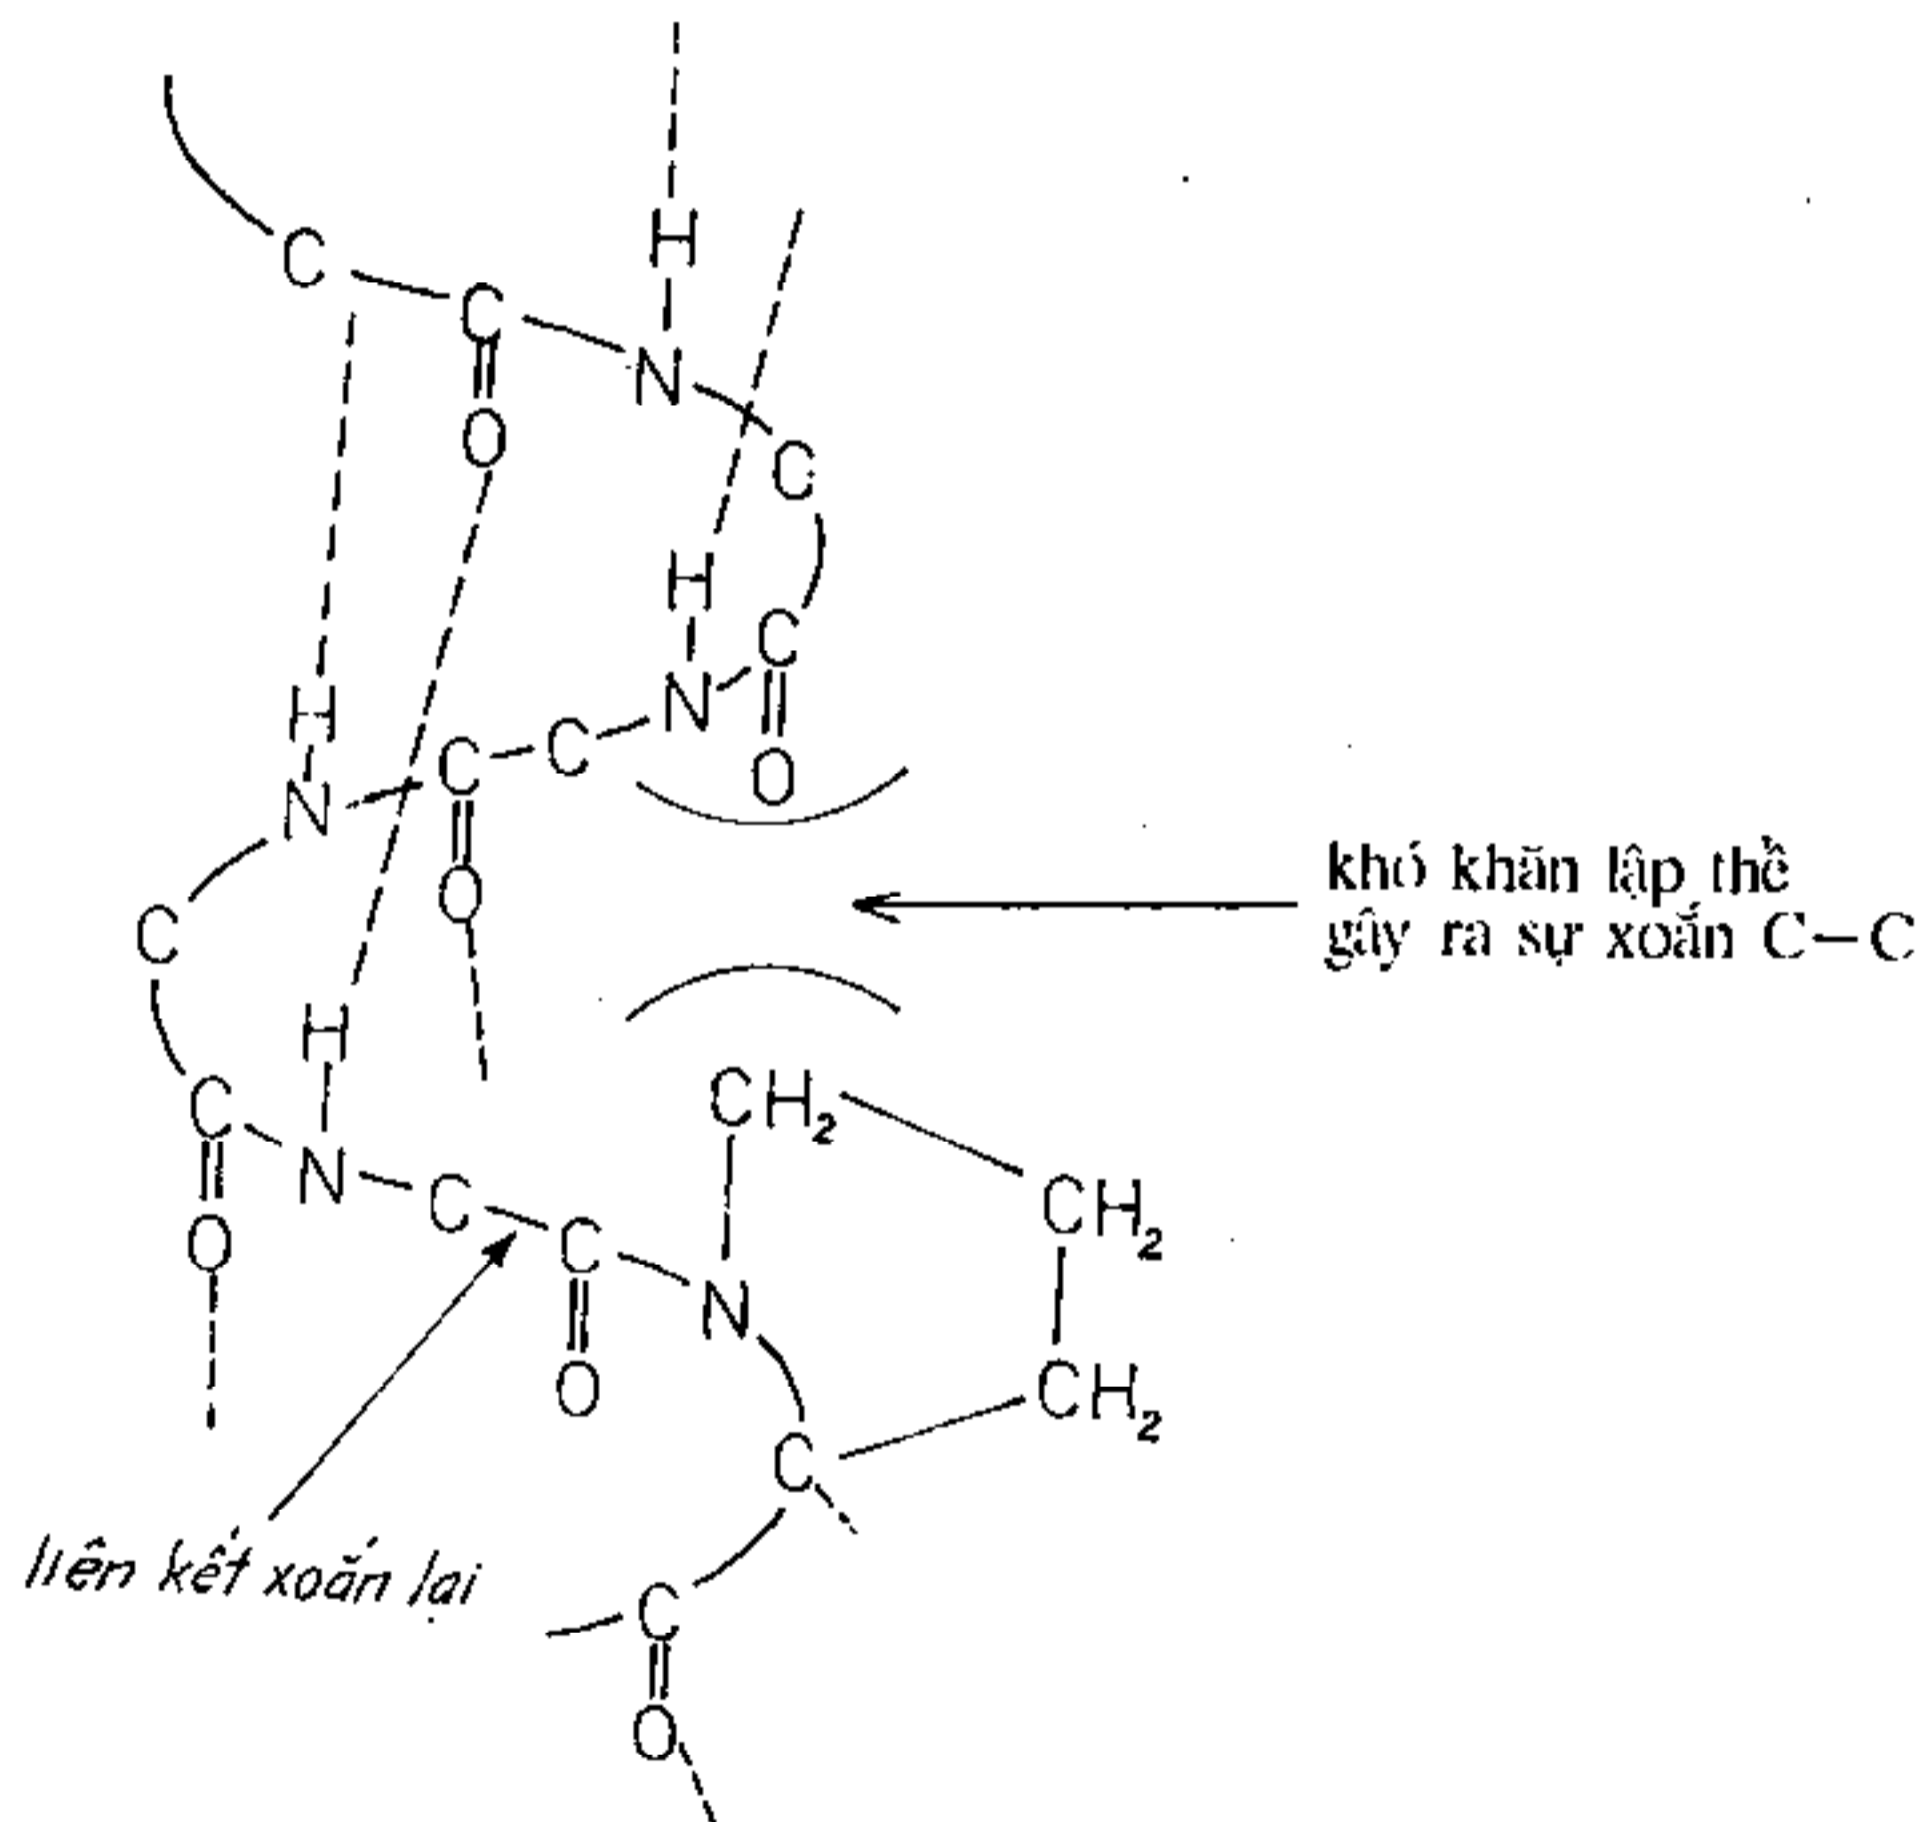 H
C
C
N
O
C
H
C
N
H
C C
O
N
khó khăn lập thể
O
gây ra sự xoắn C–C
C
H
C CH₂
N
C CH₂
O C
N
O CH₂
C
liên kết xoắn lại
C
O